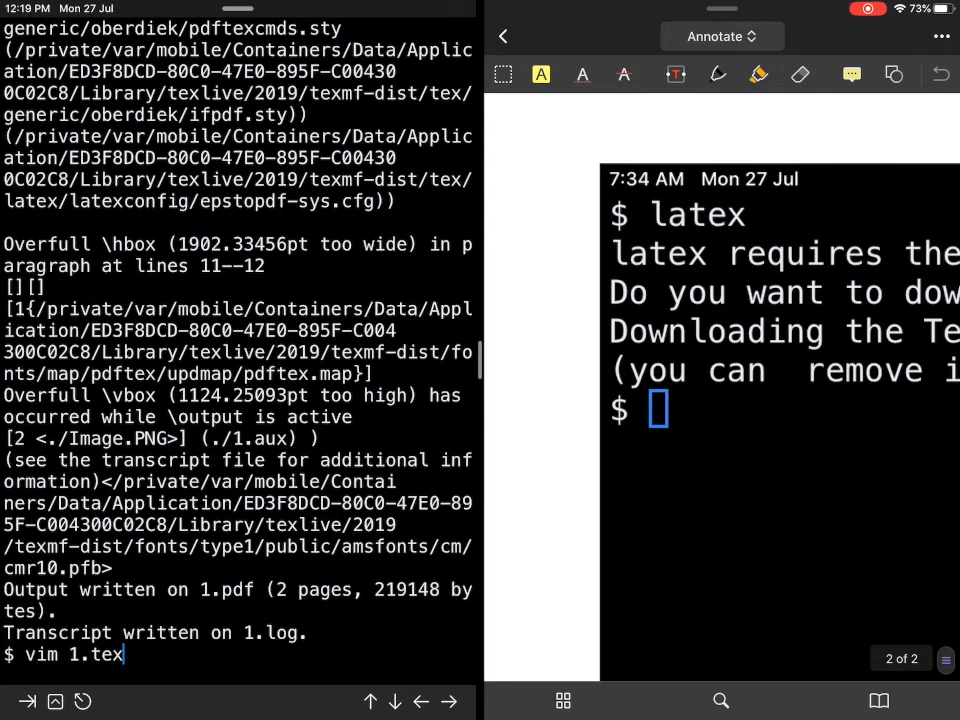 12:19 PM Mon 27 Jul
generic/oberdiek/pdftexcmds.sty
(/private/var/mobile/Containers/Data/Applic
ation/ED3F8DCD-80C0-47E0-895F-C00430
0C02C8/Library/texlive/2019/texmf-dist/tex/
generic/oberdiek/ifpdf.sty))
(/private/var/mobile/Containers/Data/Applic
ation/ED3F8DCD-80C0-47E0-895F-C00430
0C02C8/Library/texlive/2019/texmf-dist/tex/
latex/latexconfig/epstopdf-sys.cfg))
Overfull \hbox (1902.33456pt too wide) in p
aragraph at lines 11--12
[][]
[1{/private/var/mobile/Containers/Data/Appl
ication/ED3F8DCD-80C0-47E0-895F-C004
300C02C8/Library/texlive/2019/texmf-dist/fo
nts/map/pdftex/updmap/pdftex.map}]
Overfull \vbox (1124.25093pt too high) has
occurred while \output is active
[2 <./Image.PNG>] (./1.aux) )
(see the transcript file for additional inf
ormation)</private/var/mobile/Contai
ners/Data/Application/ED3F8DCD-80C0-47E0-89
5F-C004300C02C8/Library/texlive/2019
/texmf-dist/fonts/type1/public/amsfonts/cm/
cmr10.pfb>
Output written on 1.pdf (2 pages, 219148 by
tes).
Transcript written on 1.log.
$ vim 1.tex
73%
Annotate
A A A T
7:34 AM Mon 27 Jul
$ latex
latex requires the
Do you want to dow
Downloading the Te
(you can remove i
$
2 of 2